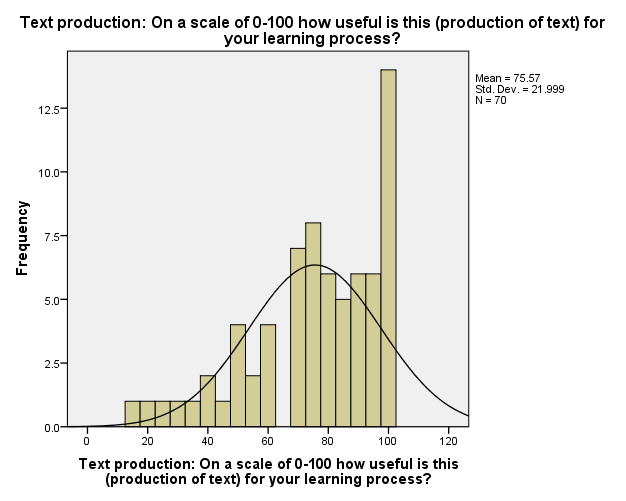 Text production: On a scale of 0-100 how useful is this (production of text) for
your learning process?
Mean = 75.57
Std. Dev. = 21.999
N = 70
Frequency
12.5
10.0
7.5
5.0
2.5
0.0
0 20 40 60 80 100 120
Text production: On a scale of 0-100 how useful is this
(production of text) for your learning process?